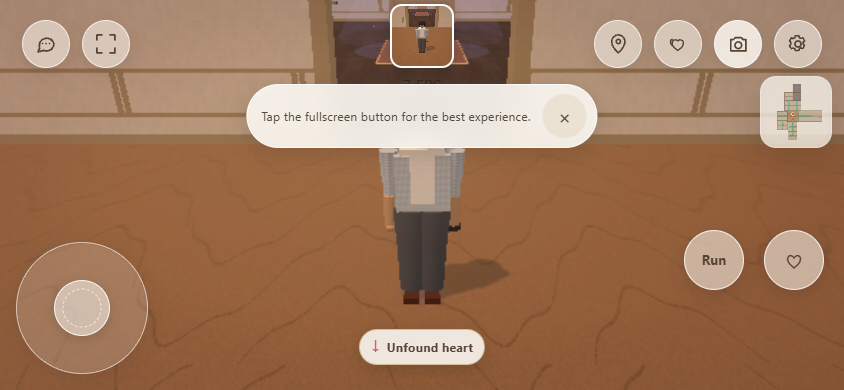 Tap the fullscreen button for the best experience.
Run
↓ Unfound heart